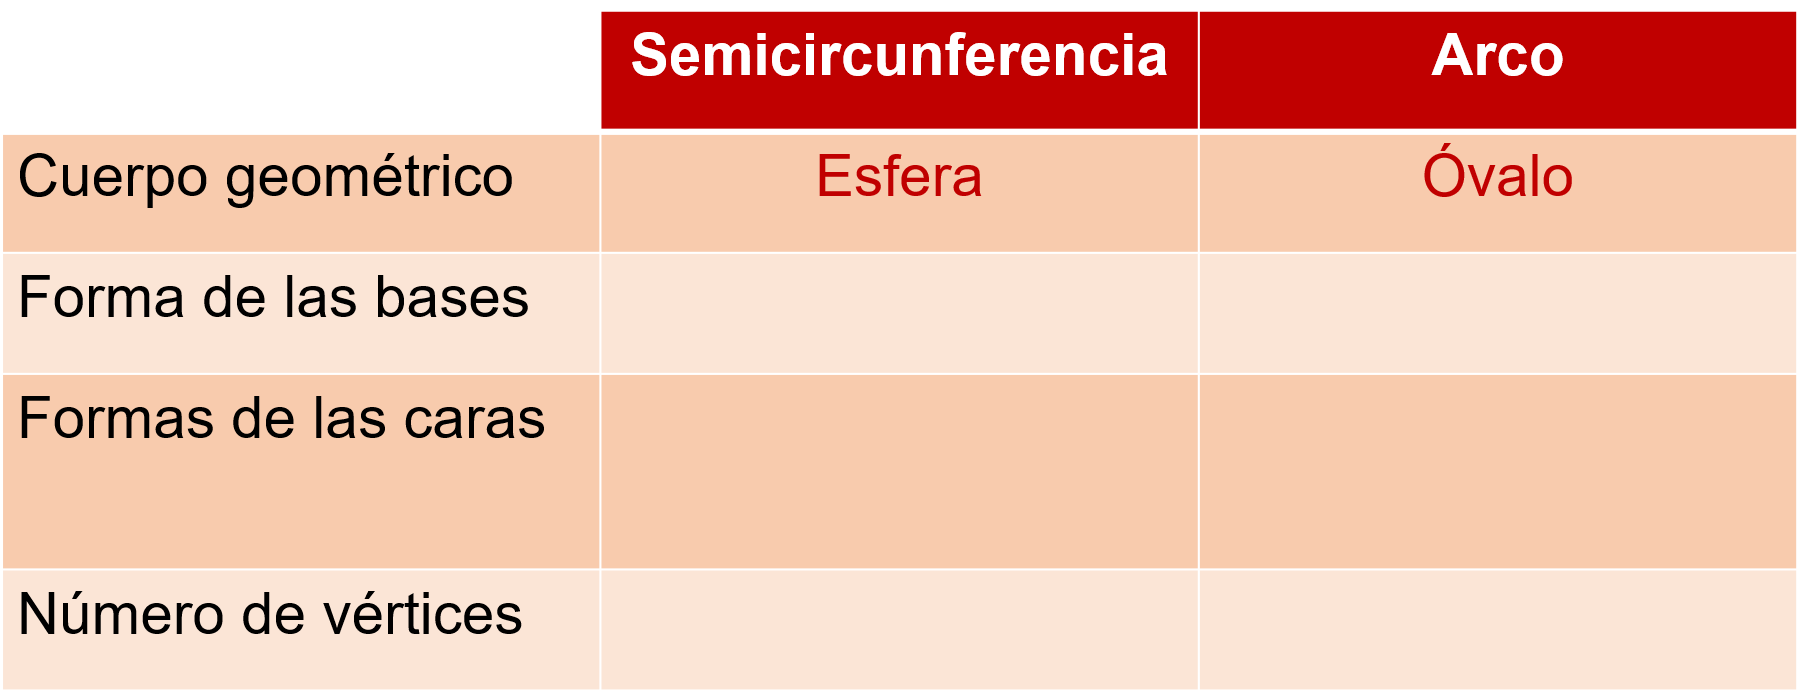 Semicircunferencia Arco
Cuerpo geométrico Esfera Óvalo
Forma de las bases
Formas de las caras
Número de vértices